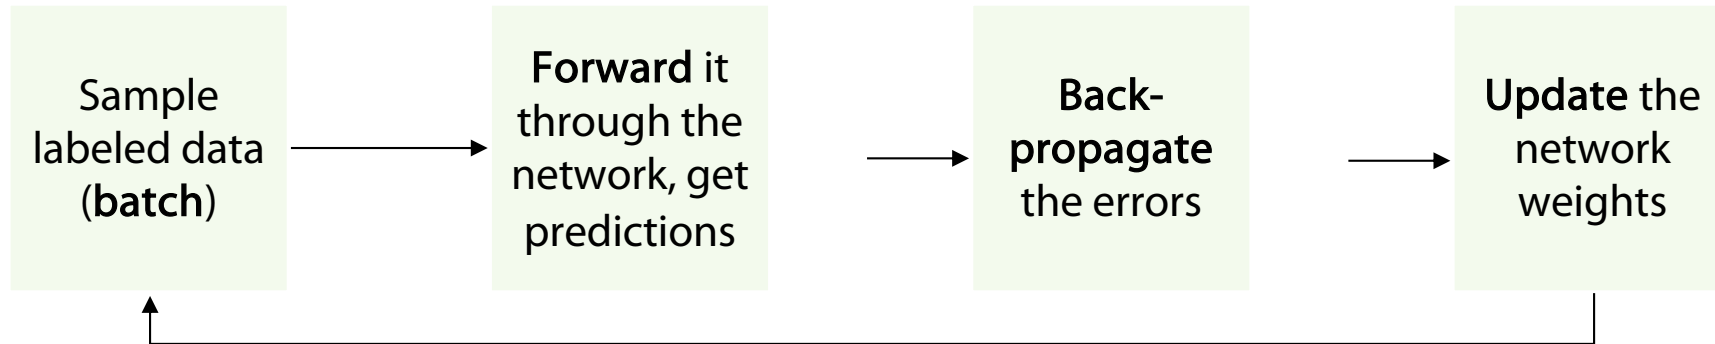 Sample
labeled data
(batch)
Forward it
through the
network, get
predictions
Back-
propagate
the errors
Update the
network
weights